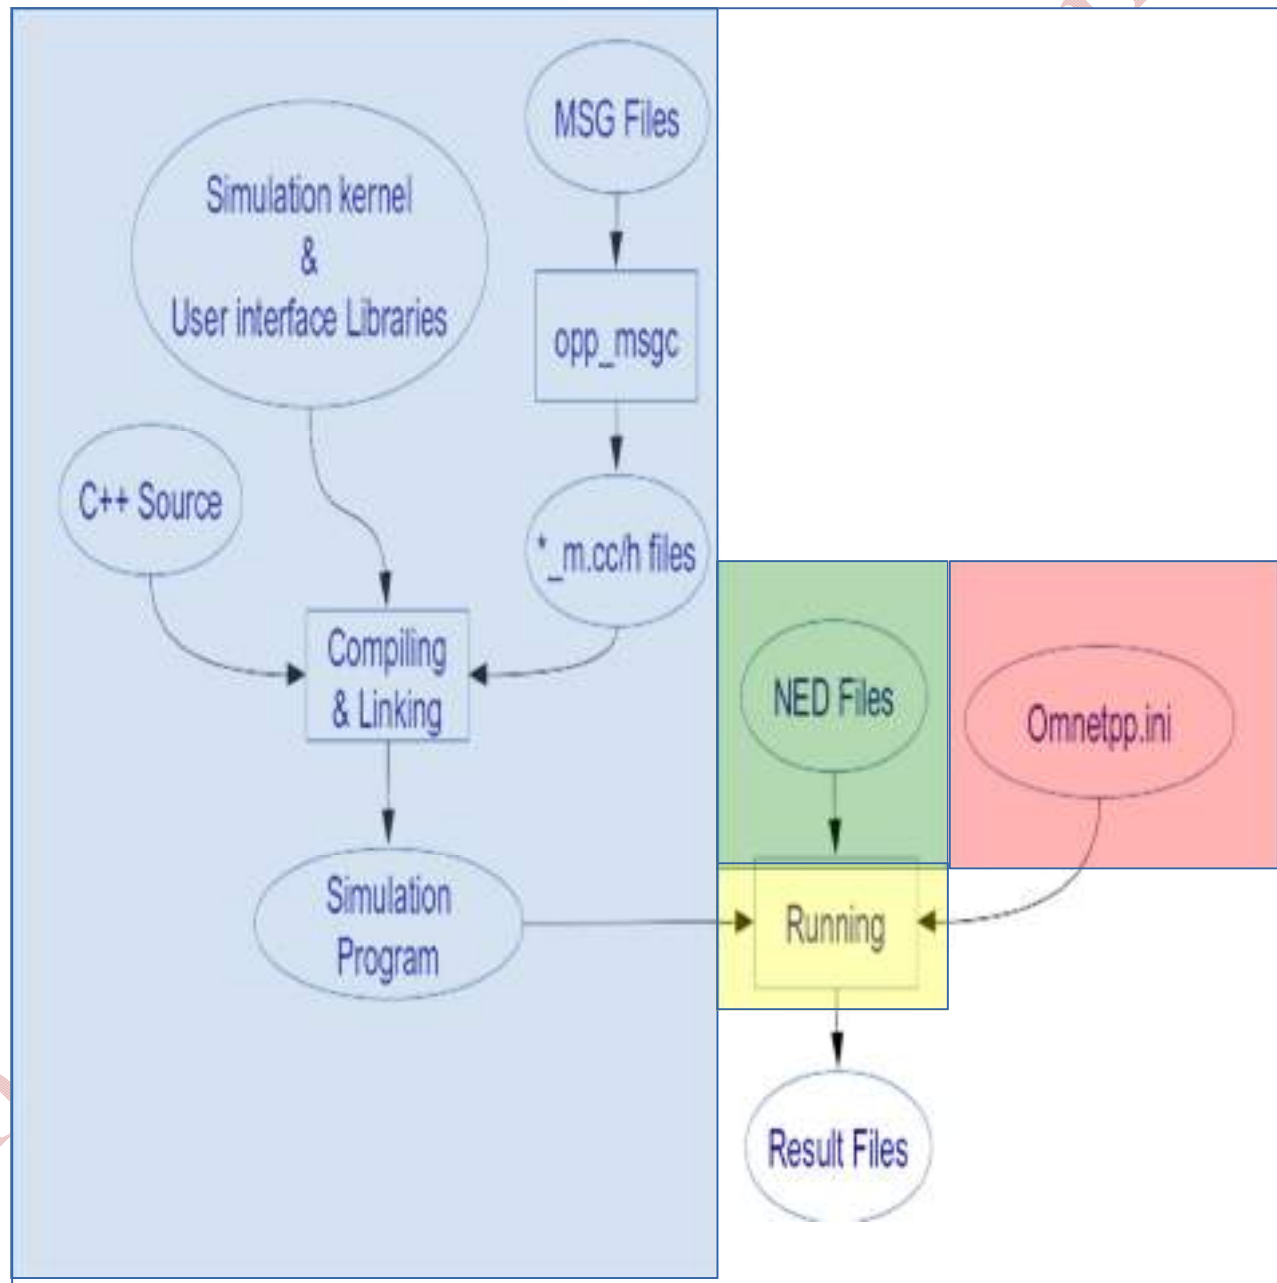 MSG Files
Simulation kernel
&
User interface Libraries
opp_msgc
C++ Source
*_m.cc/h files
Compiling
& Linking
NED Files
Omnetpp.ini
Simulation
Program
Running
Result Files